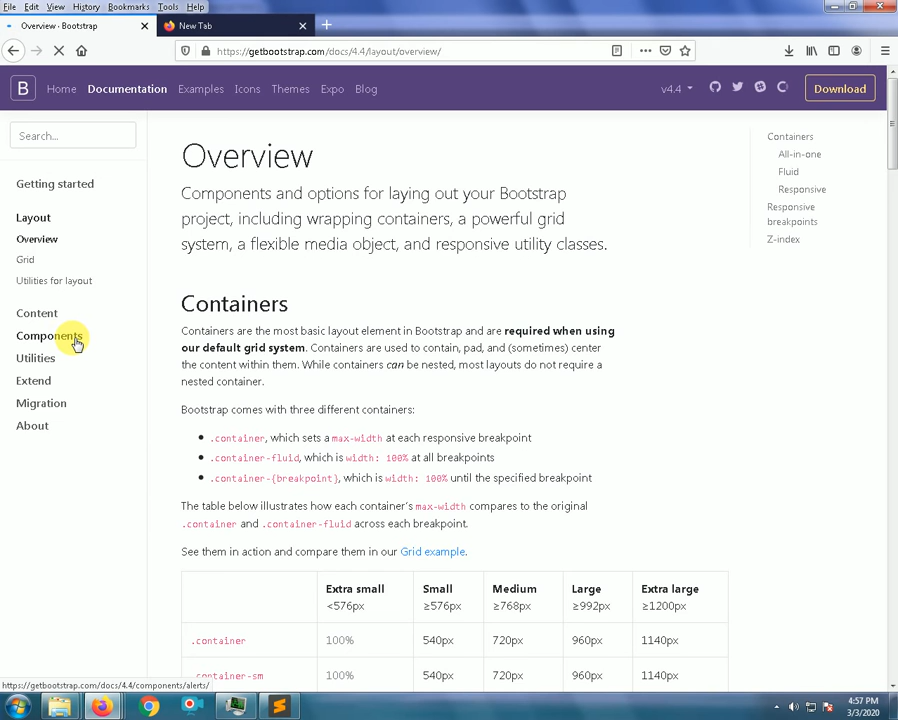 File Edit View History Bookmarks Tools Help
Overview · Bootstrap
New Tab
https://getbootstrap.com/docs/4.4/layout/overview/
B Home Documentation Examples Icons Themes Expo Blog v4.4 Download
Search...
Getting started
Layout
Overview
Grid
Utilities for layout
Content
Components
Utilities
Extend
Migration
About
Overview
Components and options for laying out your Bootstrap
project, including wrapping containers, a powerful grid
system, a flexible media object, and responsive utility classes.
Containers
Containers are the most basic layout element in Bootstrap and are required when using
our default grid system. Containers are used to contain, pad, and (sometimes) center
the content within them. While containers can be nested, most layouts do not require a
nested container.
Bootstrap comes with three different containers:
.container, which sets a max-width at each responsive breakpoint
.container-fluid, which is width: 100% at all breakpoints
.container-{breakpoint}, which is width: 100% until the specified breakpoint
The table below illustrates how each container's max-width compares to the original
.container and .container-fluid across each breakpoint.
See them in action and compare them in our Grid example.
Extra small Small Medium Large Extra large
<576px ≥576px ≥768px ≥992px ≥1200px
.container 100% 540px 720px 960px 1140px
.container-sm 100% 540px 720px 960px 1140px
Containers
All-in-one
Fluid
Responsive
Responsive
breakpoints
Z-index
https://getbootstrap.com/docs/4.4/components/alerts/
4:57 PM
3/3/2020